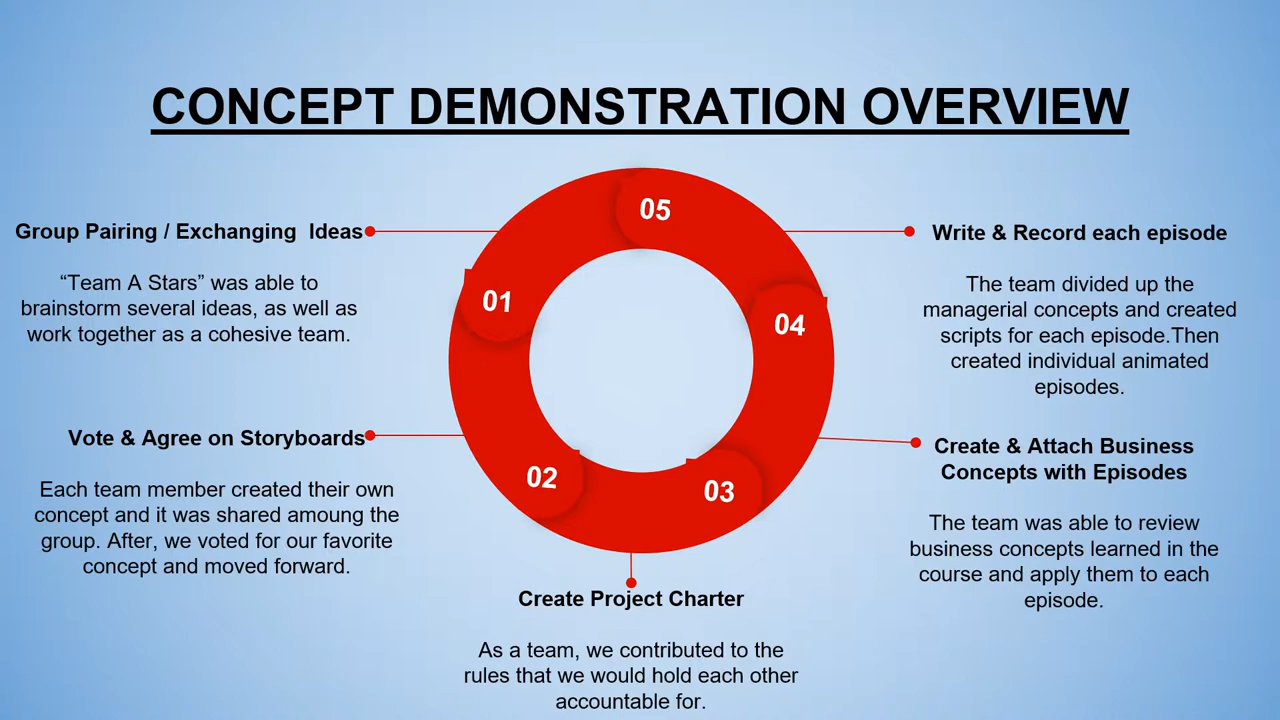 CONCEPT DEMONSTRATION OVERVIEW
Group Pairing / Exchanging  Ideas
“Team A Stars” was able to
brainstorm several ideas, as well as
work together as a cohesive team.
01
Vote & Agree on Storyboards
Each team member created their own
concept and it was shared amoung the
group. After, we voted for our favorite
concept and moved forward.
02
Create Project Charter
As a team, we contributed to the
rules that we would hold each other
accountable for.
03
Create & Attach Business
Concepts with Episodes
The team was able to review
business concepts learned in the
course and apply them to each
episode.
04
Write & Record each episode
The team divided up the
managerial concepts and created
scripts for each episode.Then
created individual animated
episodes.
05